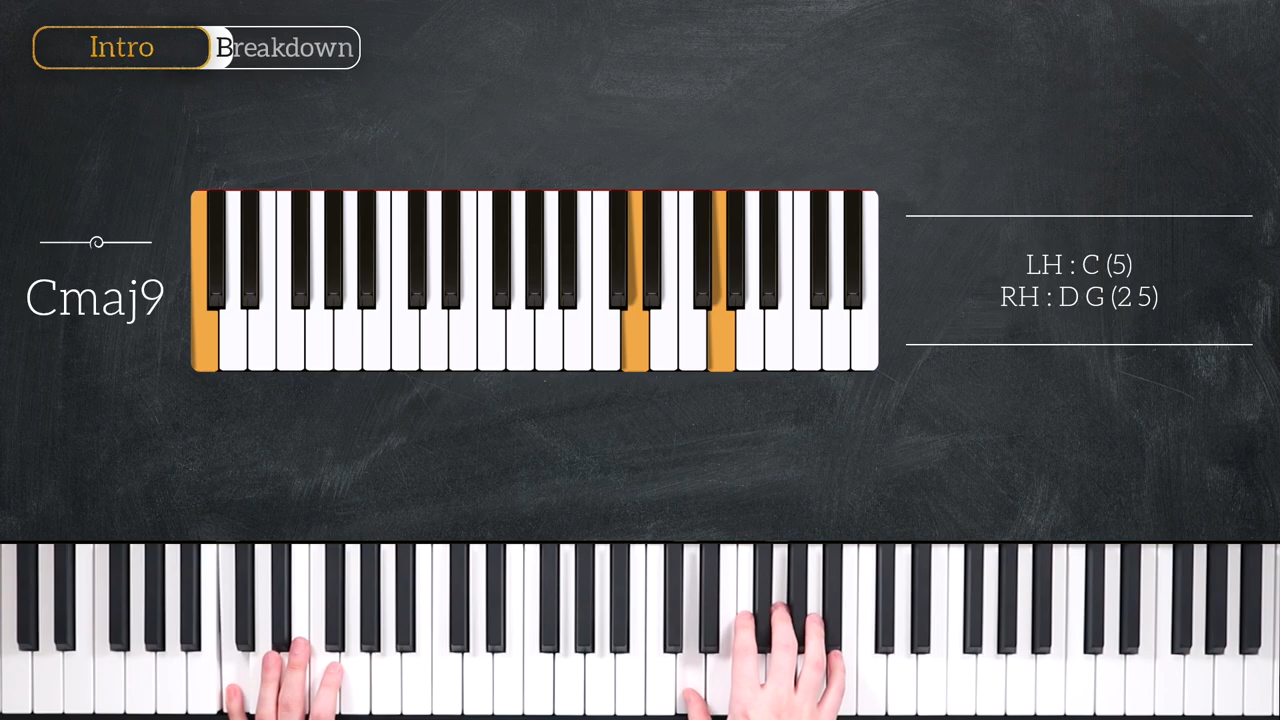 Intro
Breakdown
Cmaj9
LH : C (5)
RH : D G (2 5)